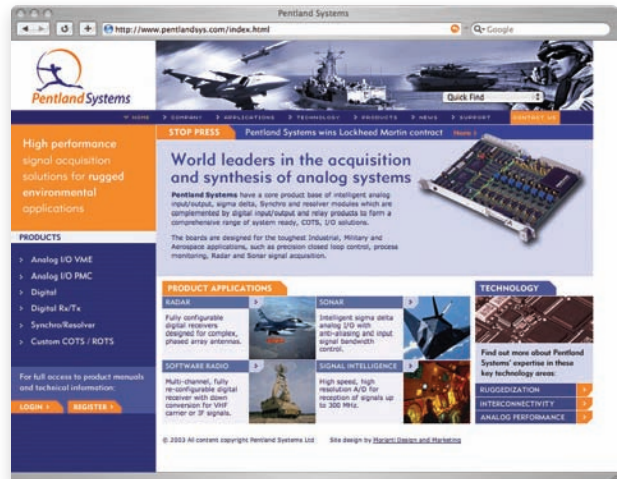 Pentland Systems
http://www.pentlandsys.com/index.html
Google
Pentland Systems
Quick Find
HOME
COMPANY
APPLICATIONS
TECHNOLOGY
PRODUCTS
NEWS
SUPPORT
CONTACT US
STOP PRESS
Pentland Systems wins Lockheed Martin contract
More
High performance
signal acquisition
solutions for rugged
environmental
applications
World leaders in the acquisition
and synthesis of analog systems
Pentland Systems have a core product base of intelligent analog
input/output, sigma delta, Synchro and resolver modules which are
complemented by digital input/output and relay products to form a
comprehensive range of system ready, COTS, I/O solutions.
The boards are designed for the toughest Industrial, Military and
Aerospace applications, such as precision closed loop control, process
monitoring, Radar and Sonar signal acquisition.
PRODUCTS
Analog I/O VME
Analog I/O PMC
Digital
Digital Rx/Tx
Synchro/Resolver
Custom COTS / ROTS
For full access to product manuals
and technical information:
LOGIN
REGISTER
PRODUCT APPLICATIONS
RADAR
Fully configurable
digital receivers
designed for complex,
phased array antennas.
SONAR
Intelligent sigma delta
analog I/O with
anti-aliasing and input
signal bandwidth
control.
SOFTWARE RADIO
Multi-channel, fully
re-configurable digital
receiver with down
conversion for VHF
carrier or IF signals.
SIGNAL INTELLIGENCE
High speed, high
resolution A/D for
reception of signals up
to 300 MHz.
TECHNOLOGY
Find out more about Pentland
Systems' expertise in these
key technology areas:
RUGGEDIZATION
INTERCONNECTIVITY
ANALOG PERFORMANCE
© 2003 All content copyright Pentland Systems Ltd
Site design by Moriarti Design and Marketing